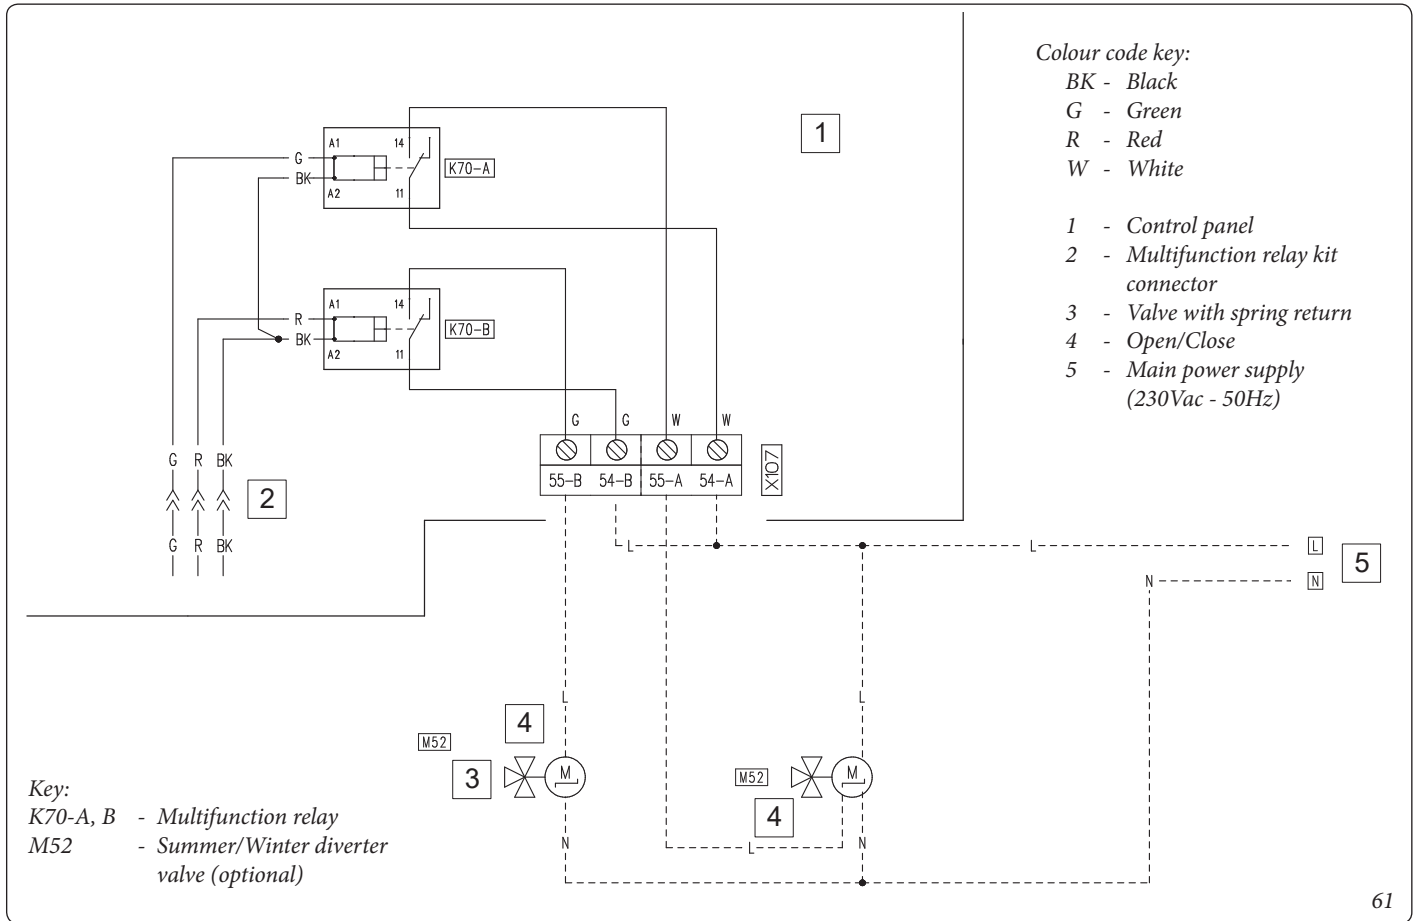 Colour code key:
BK - Black
G - Green
R - Red
W - White
1 - Control panel
2 - Multifunction relay kit
connector
3 - Valve with spring return
4 - Open/Close
5 - Main power supply
(230Vac - 50Hz)
1
A1 14
G
BK
K70-A
A2 11
A1 14
R
BK
K70-B
A2 11
G G W W
55-B 54-B 55-A 54-A
X107
G R BK
2
G R BK
L L L
5
N N
L L
4
M52
3
M
M52
M
4
N L N
Key:
K70-A, B - Multifunction relay
M52 - Summer/Winter diverter
valve (optional)
61